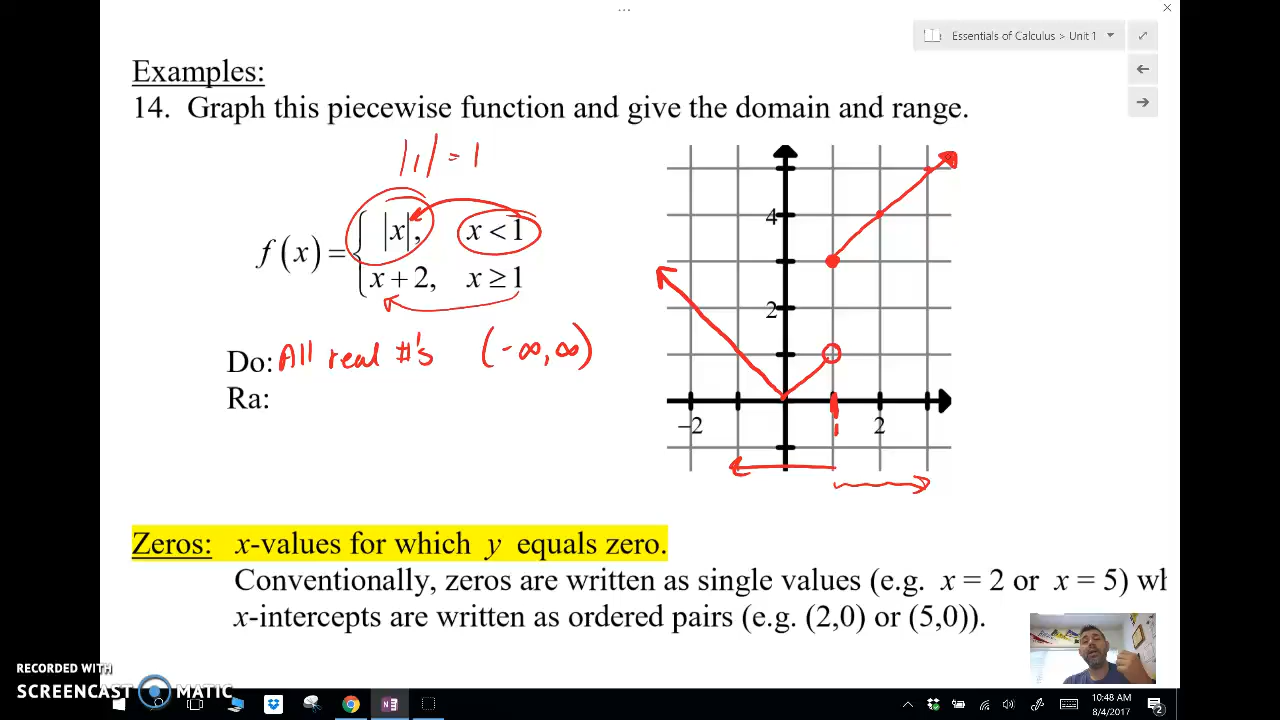 ...
Essentials of Calculus > Unit 1
Examples:
14. Graph this piecewise function and give the domain and range.
|1| = 1
f(x) = { |x|, x < 1
x + 2, x ≥ 1
4
2
-2 2
Do: All real #'s (-∞, ∞)
Ra:
Zeros: x-values for which y equals zero.
Conventionally, zeros are written as single values (e.g. x = 2 or x = 5) wh
x-intercepts are written as ordered pairs (e.g. (2,0) or (5,0)).
RECORDED WITH
SCREENCAST MATIC
10:48 AM
8/4/2017
2